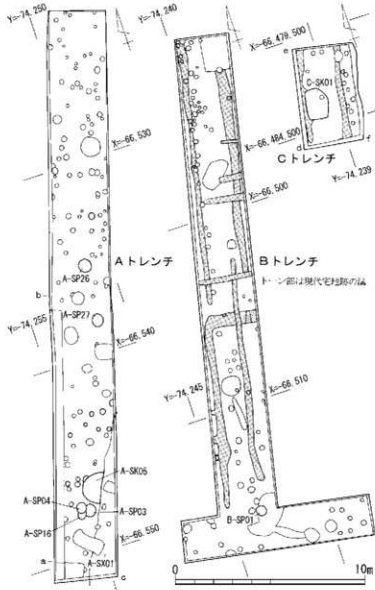 Y=-74,250
Y=-74,240
X=-66,478.500
C-SK01
X=-66,530
X=-66,484.500
Cトレンチ
Y=-74,239
X=-66,500
Aトレンチ
Bトレンチ
A-SP26
トーン部は現代宅地跡の溝
b
A-SP27
Y=-74,255
X=-66,540
X=-66,510
Y=-74,245
A-SK05
A-SP04
A-SP03
A-SP16
X=-66,550
B-SP01
a
A-SX01
c
0
10m